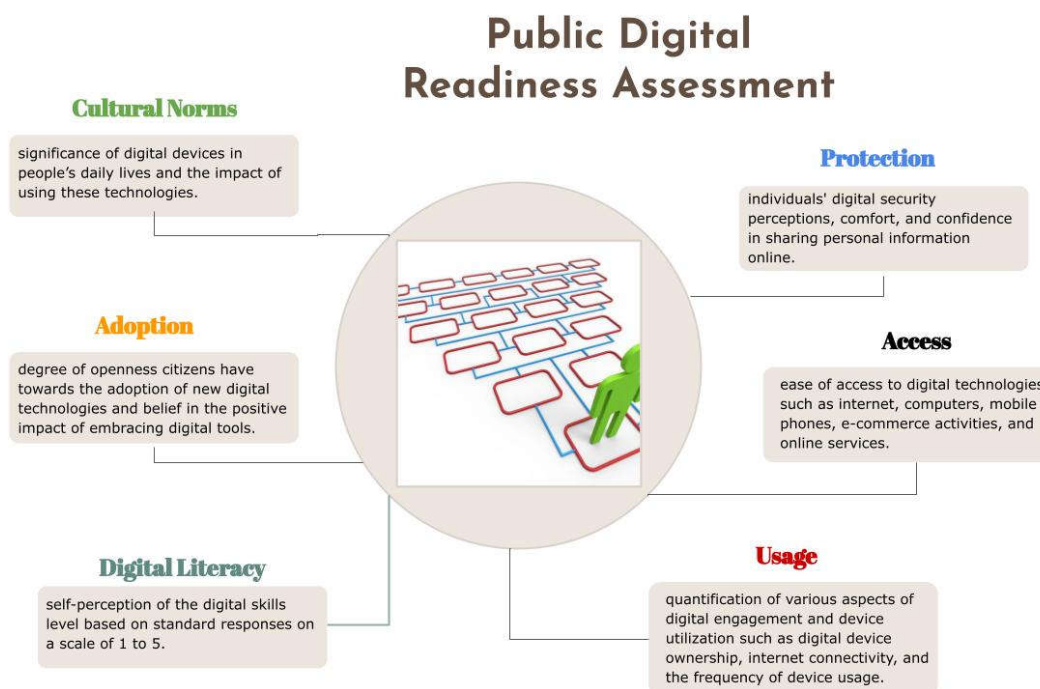 Public Digital
Readiness Assessment
Cultural Norms
significance of digital devices in
people’s daily lives and the impact of
using these technologies.
Protection
individuals' digital security
perceptions, comfort, and confidence
in sharing personal information
online.
Adoption
degree of openness citizens have
towards the adoption of new digital
technologies and belief in the positive
impact of embracing digital tools.
Access
ease of access to digital technologies
such as internet, computers, mobile
phones, e-commerce activities, and
online services.
Digital Literacy
self-perception of the digital skills
level based on standard responses on
a scale of 1 to 5.
Usage
quantification of various aspects of
digital engagement and device
utilization such as digital device
ownership, internet connectivity, and
the frequency of device usage.